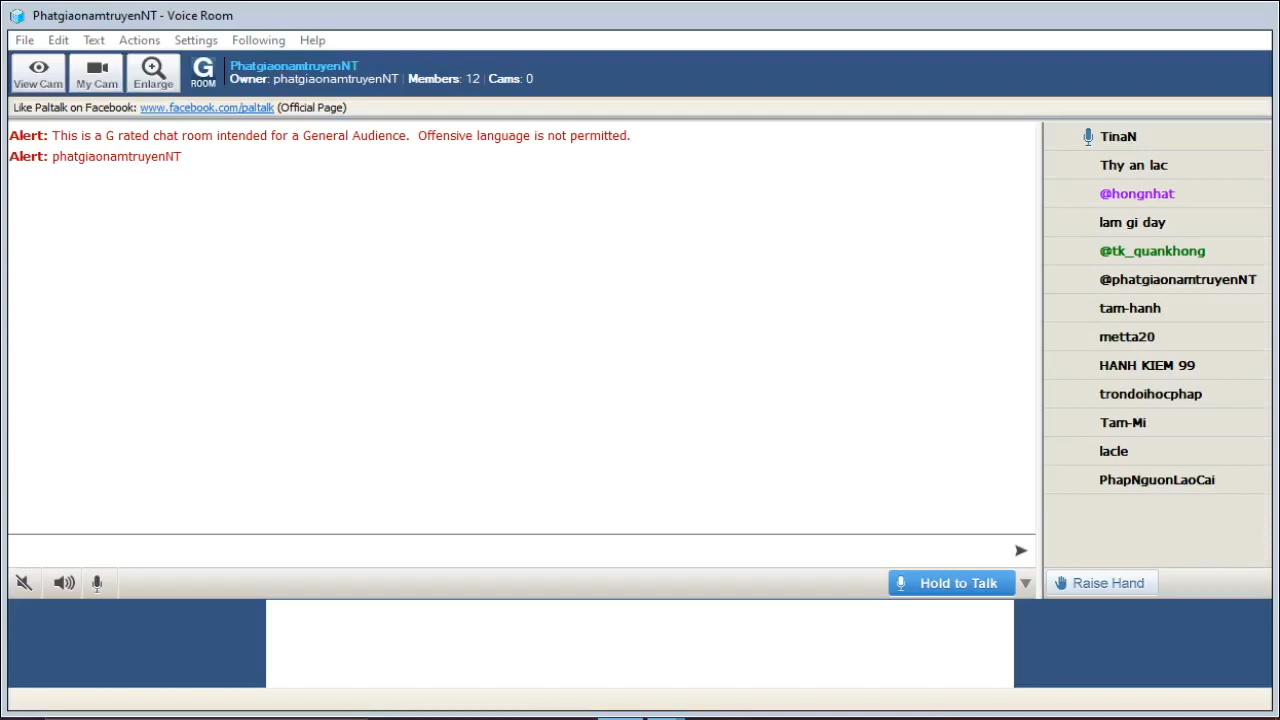 PhatgiaonamtruyenNT - Voice Room
File Edit Text Actions Settings Following Help
View Cam
My Cam
Enlarge
G
ROOM
PhatgiaonamtruyenNT
Owner: phatgiaonamtruyenNT | Members: 12 | Cams: 0
Like Paltalk on Facebook: www.facebook.com/paltalk (Official Page)
Alert: This is a G rated chat room intended for a General Audience.  Offensive language is not permitted.
Alert: phatgiaonamtruyenNT
TinaN
Thy an lac
@hongnhat
lam gi day
@tk_quankhong
@phatgiaonamtruyenNT
tam-hanh
metta20
HANH KIEM 99
trondoihocphap
Tam-Mi
lacle
PhapNguonLaoCai
Hold to Talk
Raise Hand